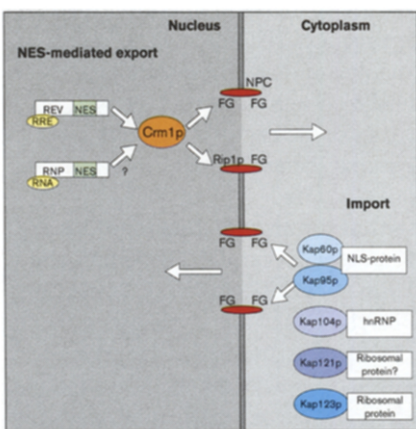 Nucleus
Cytoplasm
NES-mediated export
NPC
REV NES
FG FG
RRE
Crm1p
RNP NES
?
Rip1p FG
RNA
Import
FG FG
Kap60p
NLS-protein
Kap95p
FG FG
Kap104p
hnRNP
Kap121p
Ribosomal
protein?
Kap123p
Ribosomal
protein